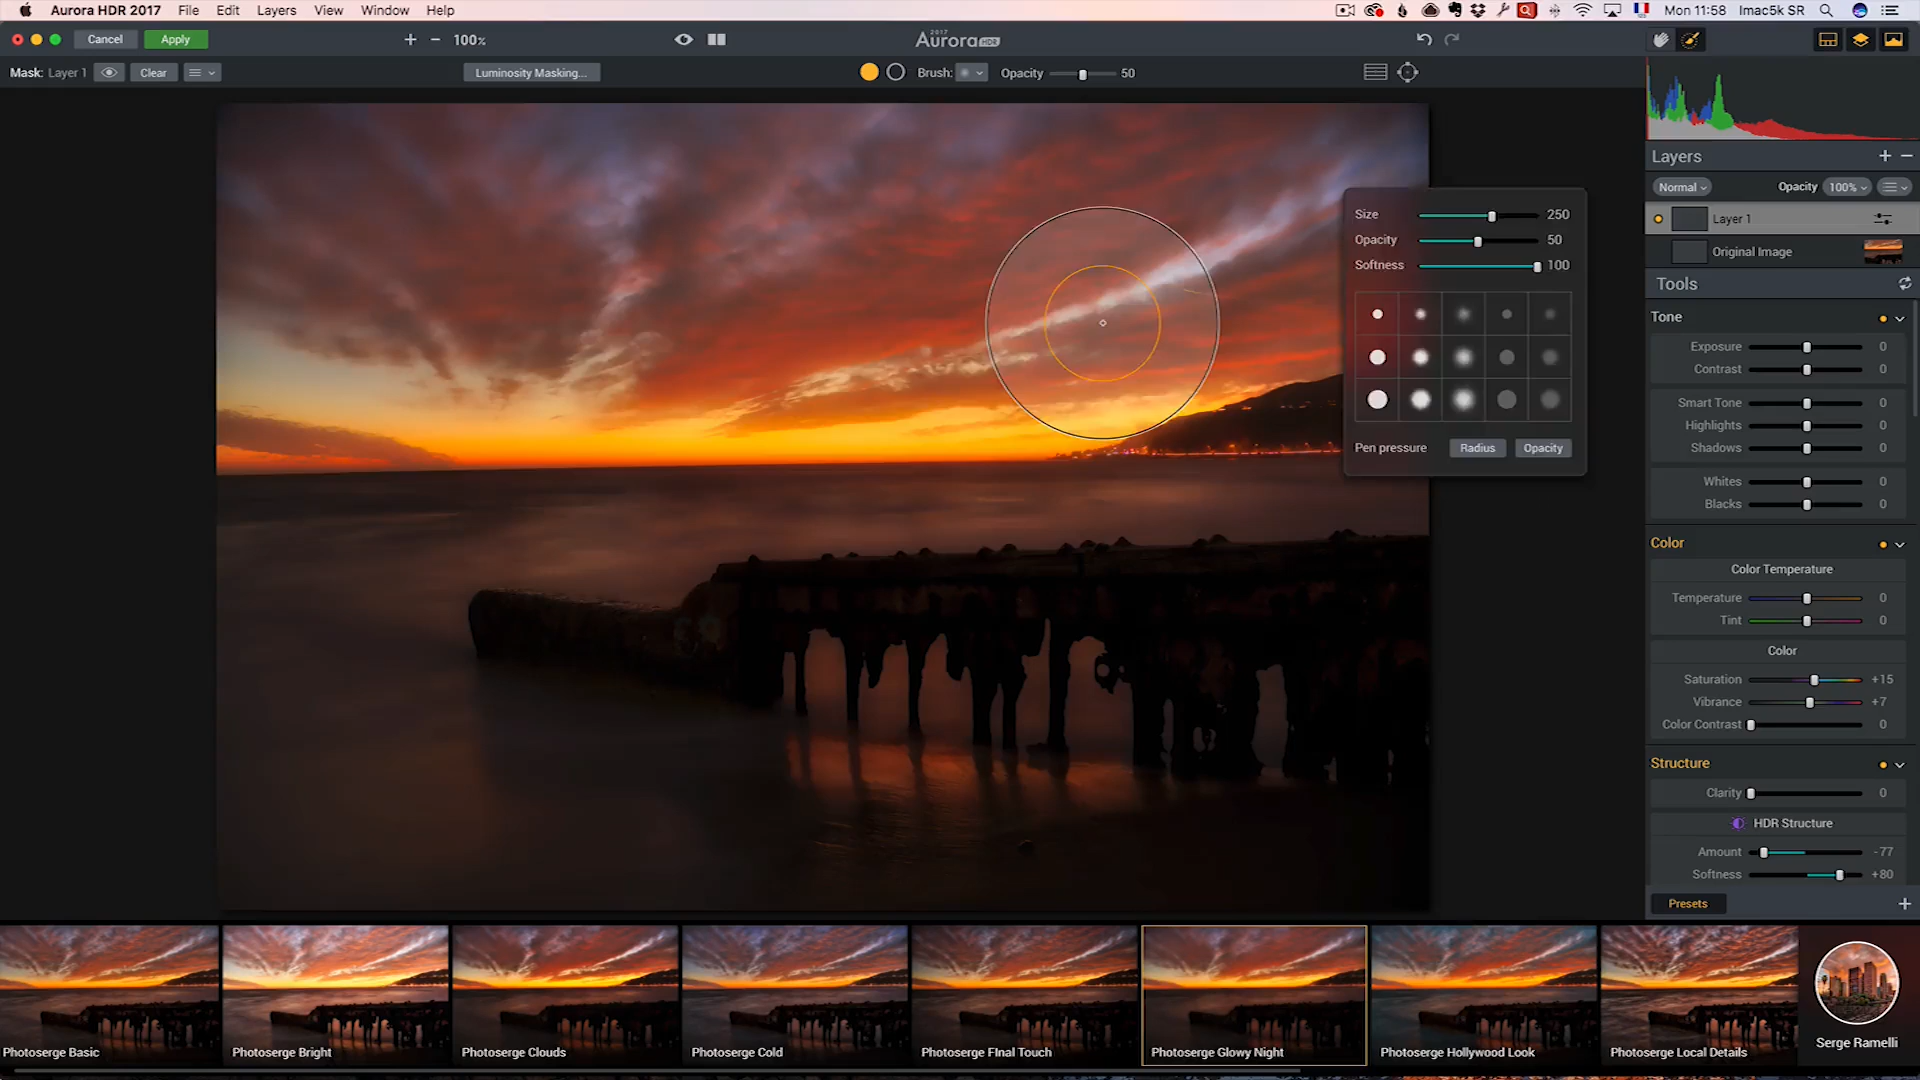 Aurora HDR 2017 File Edit Layers View Window Help Mon 11:58 Imac5k SR
Cancel Apply 100% 2017 Aurora HDR
Mask: Layer 1 Clear Luminosity Masking... Brush: Opacity 50
Layers
Normal Opacity 100%
Layer 1
Original Image
Tools
Tone
Exposure 0
Contrast 0
Smart Tone 0
Highlights 0
Shadows 0
Whites 0
Blacks 0
Color
Color Temperature
Temperature 0
Tint 0
Color
Saturation +15
Vibrance +7
Color Contrast 0
Structure
Clarity 0
HDR Structure
Amount -77
Softness +80
Presets
Size 250
Opacity 50
Softness 100
Pen pressure Radius Opacity
Photoserge Basic
Photoserge Bright
Photoserge Clouds
Photoserge Cold
Photoserge FInal Touch
Photoserge Glowy Night
Photoserge Hollywood Look
Photoserge Local Details
Serge Ramelli